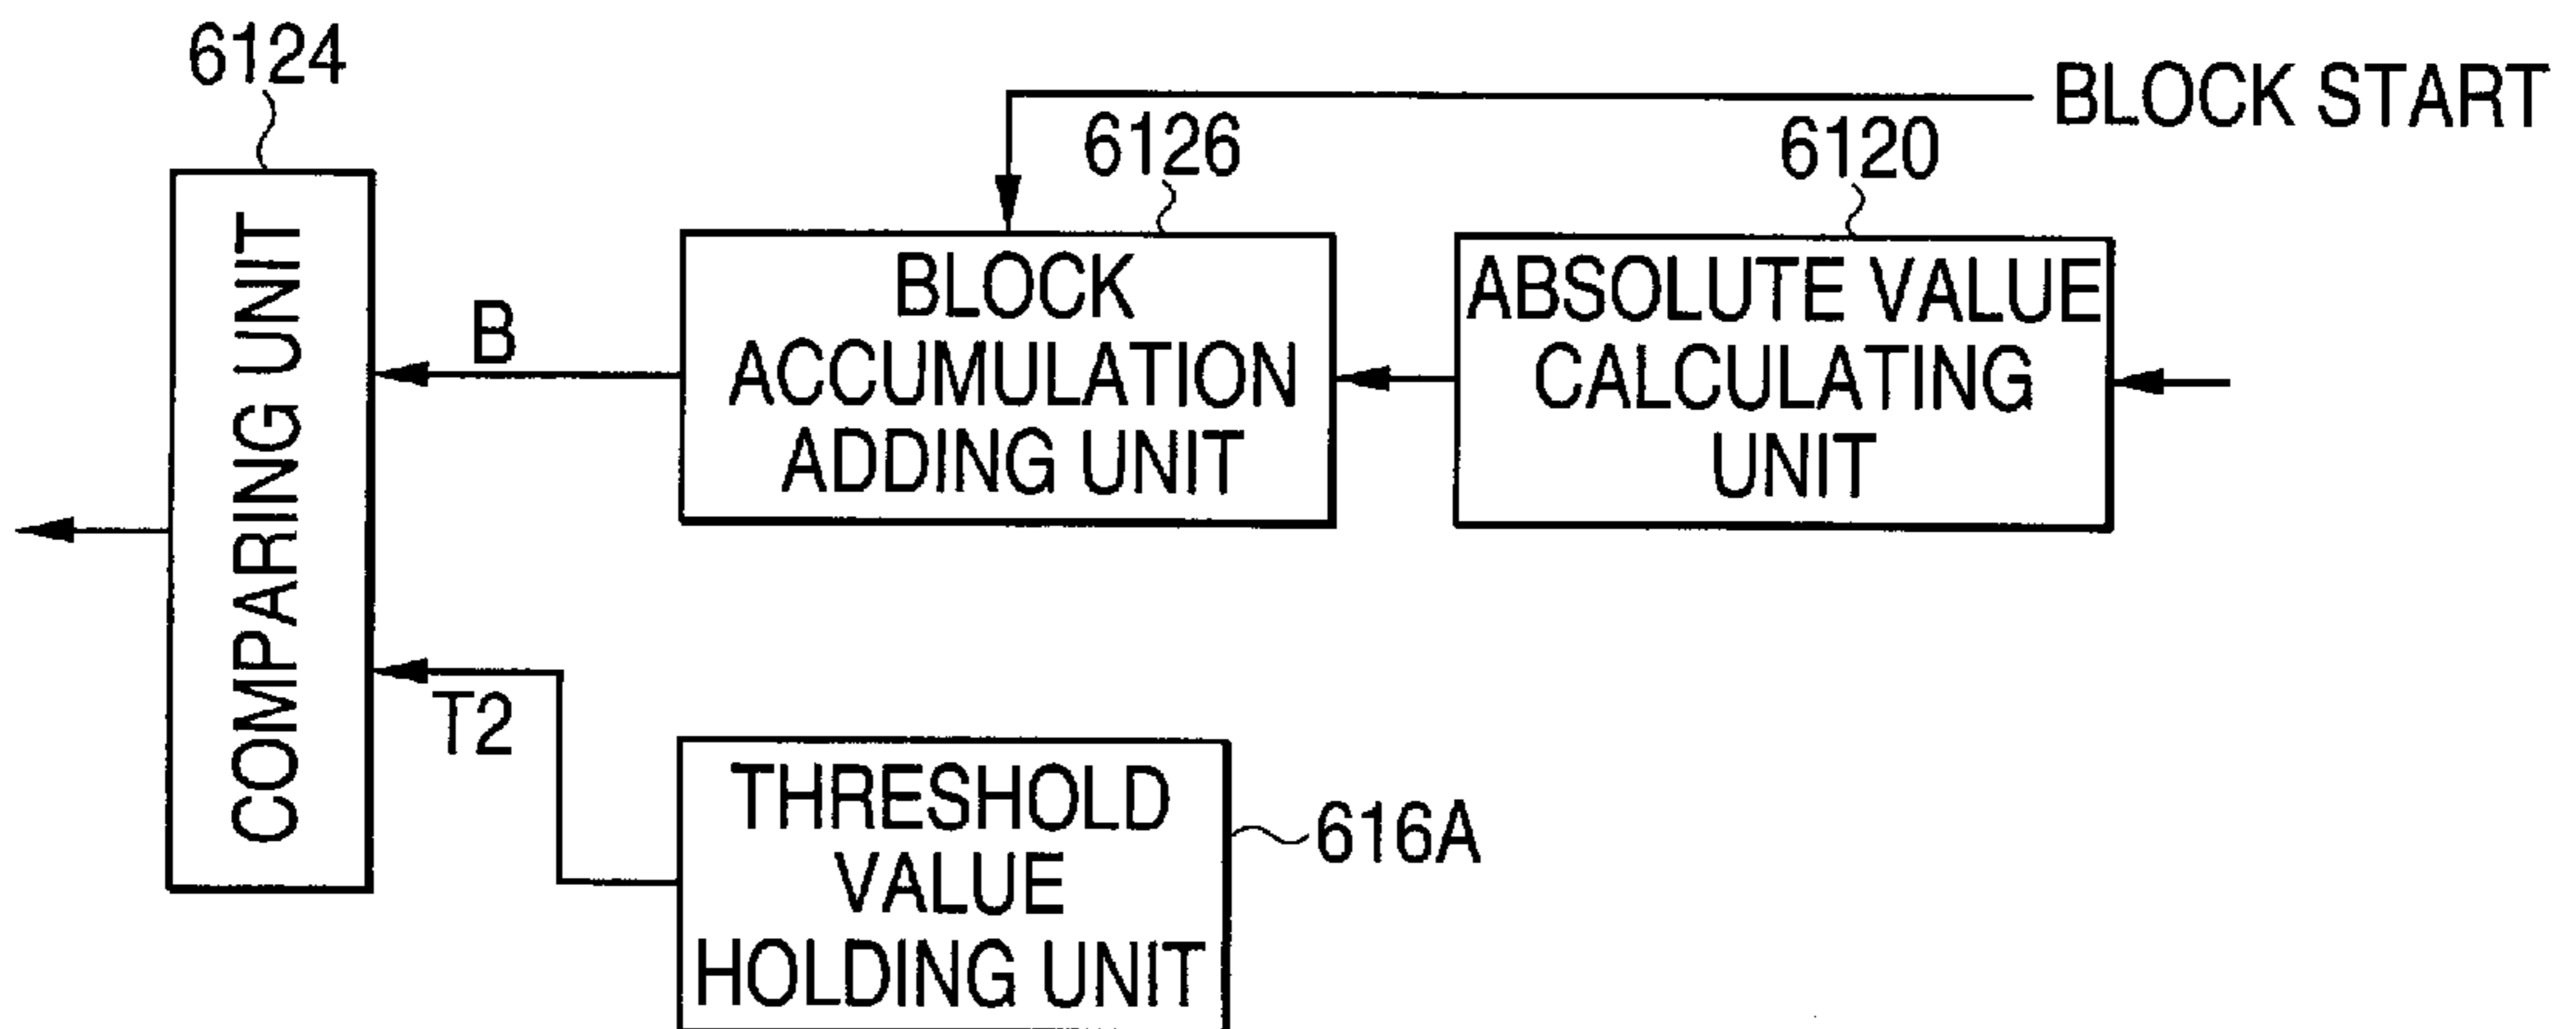 6124
BLOCK START
6126
6120
COMPARING UNIT
B
BLOCK
ACCUMULATION
ADDING UNIT
ABSOLUTE VALUE
CALCULATING
UNIT
T2
THRESHOLD
VALUE
HOLDING UNIT
616A